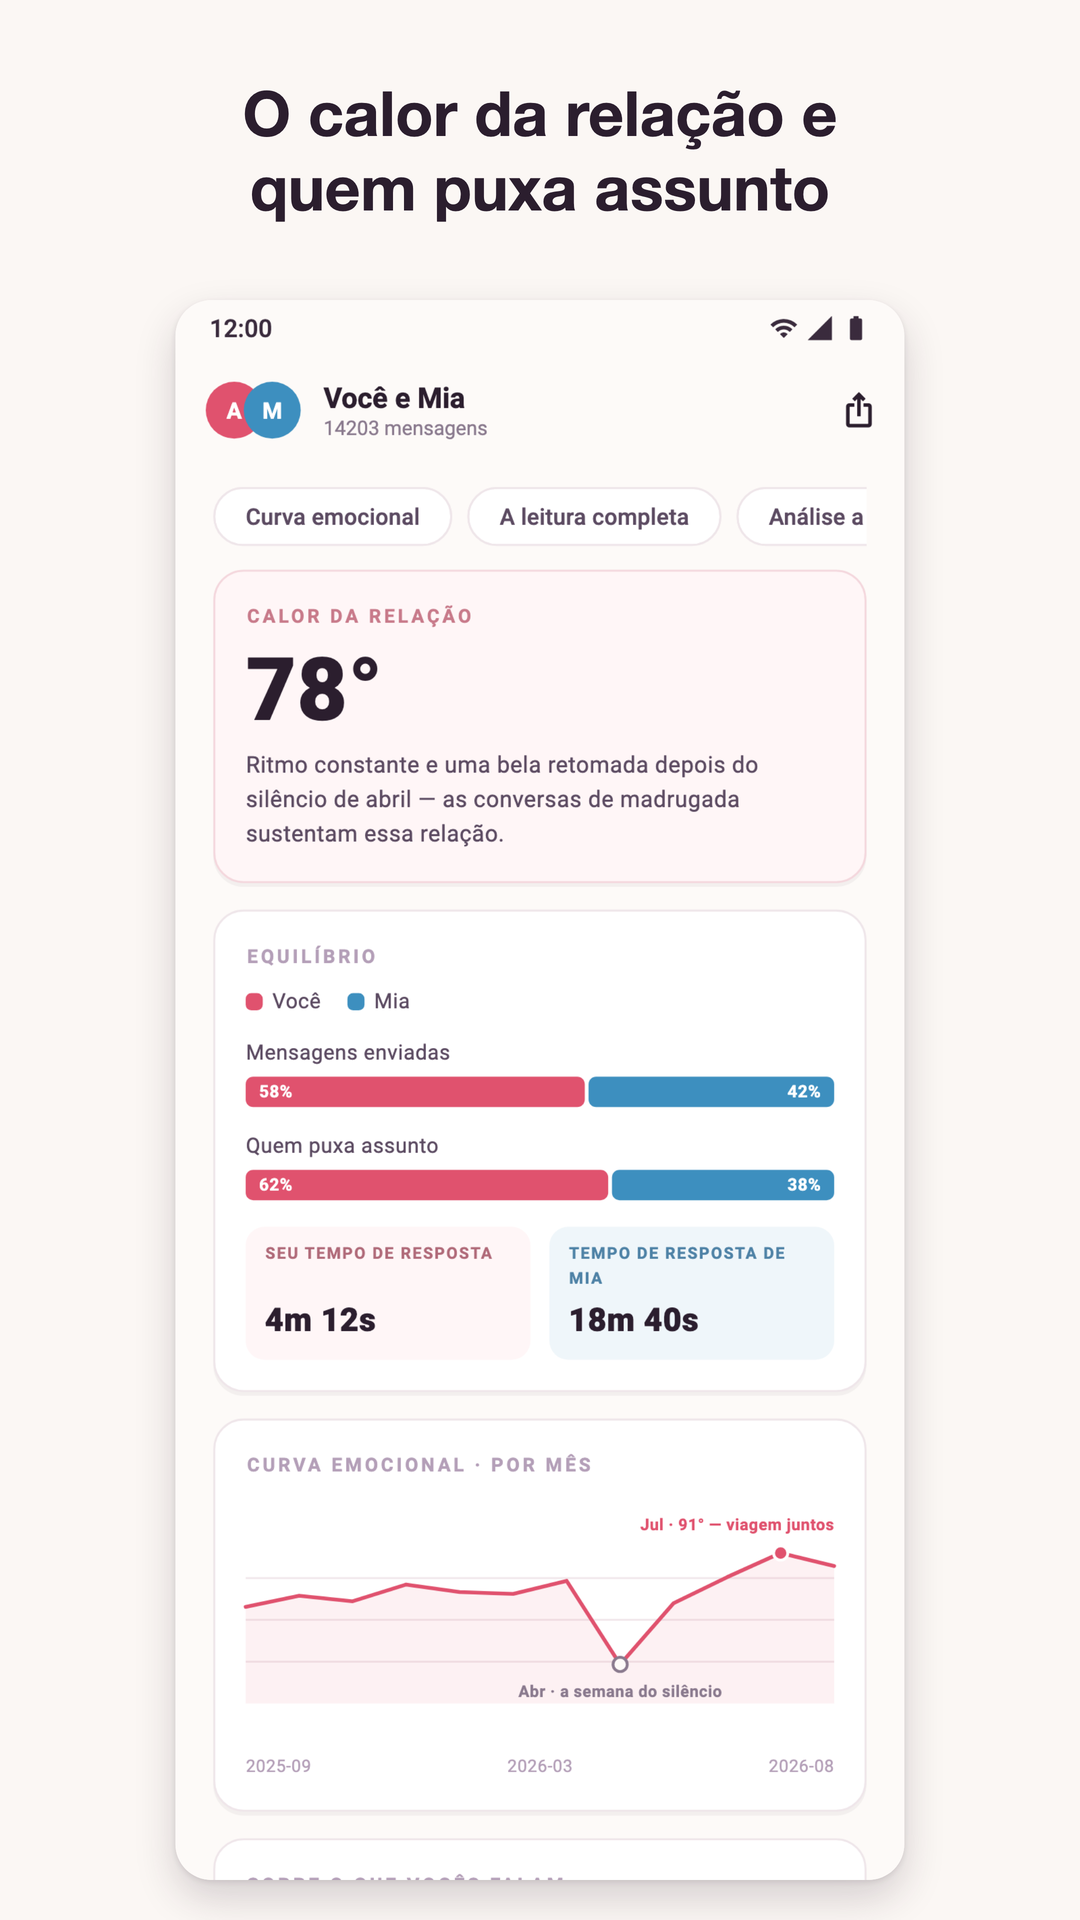 O calor da relação e
quem puxa assunto
12:00
A M
Você e Mia
14203 mensagens
Curva emocional
A leitura completa
Análise a
CALOR DA RELAÇÃO
78°
Ritmo constante e uma bela retomada depois do
silêncio de abril — as conversas de madrugada
sustentam essa relação.
EQUILÍBRIO
Você
Mia
Mensagens enviadas
58%
42%
Quem puxa assunto
62%
38%
SEU TEMPO DE RESPOSTA
4m 12s
TEMPO DE RESPOSTA DE
MIA
18m 40s
CURVA EMOCIONAL · POR MÊS
Jul · 91° — viagem juntos
Abr · a semana do silêncio
2025-09
2026-03
2026-08